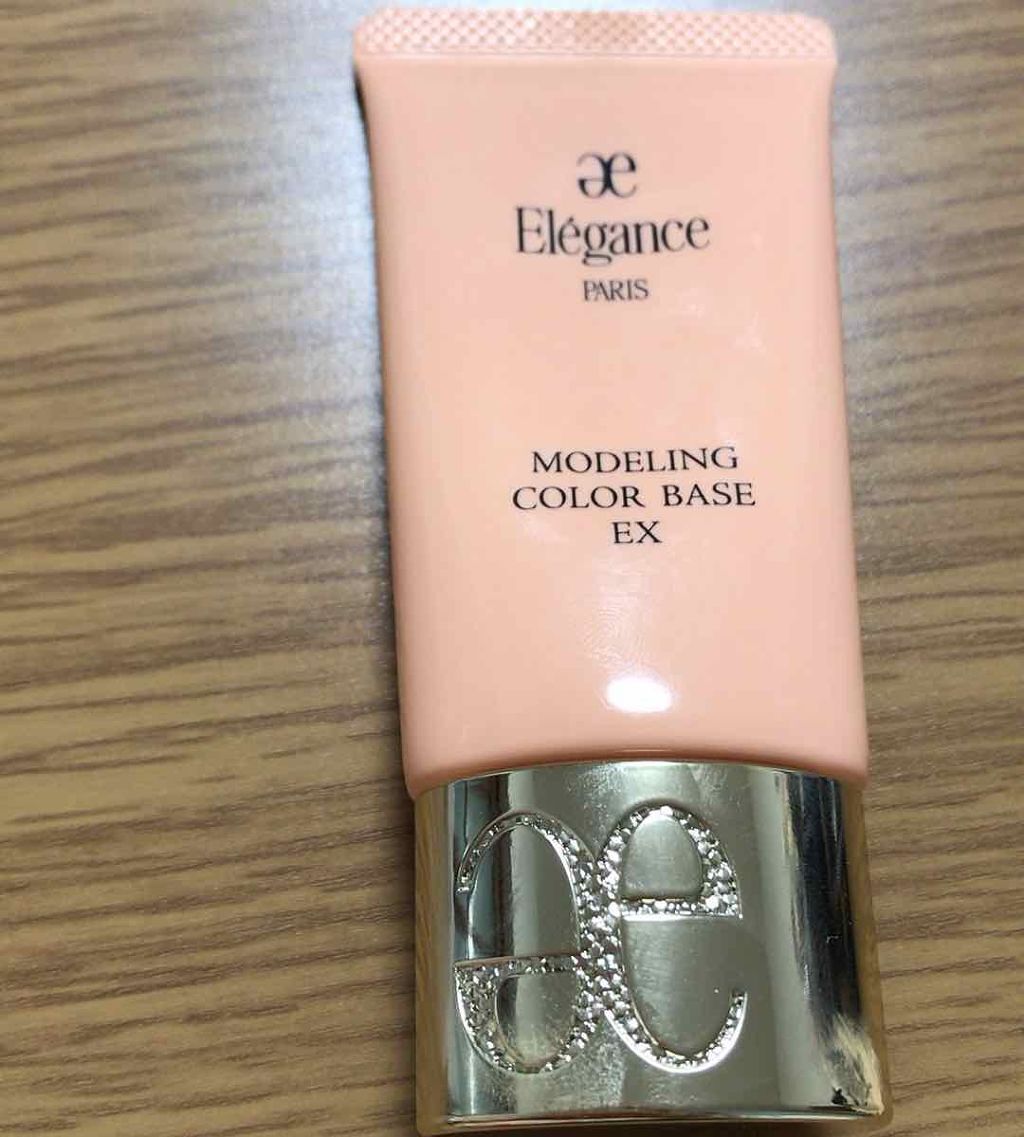 æ
Elégance
PARIS
MODELING
COLOR BASE
EX
æ